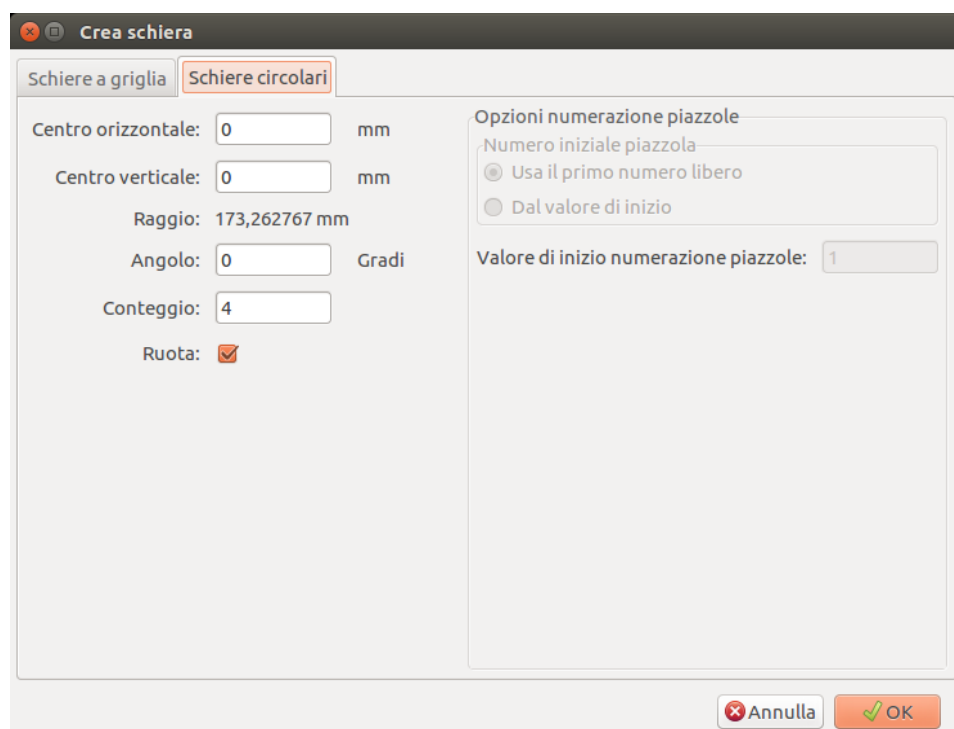 Crea schiera
Schiere a griglia
Schiere circolari
Centro orizzontale: 0 mm
Centro verticale: 0 mm
Raggio: 173,262767 mm
Angolo: 0 Gradi
Conteggio: 4
Ruota:
Opzioni numerazione piazzole
Numero iniziale piazzola
Usa il primo numero libero
Dal valore di inizio
Valore di inizio numerazione piazzole: 1
Annulla
OK